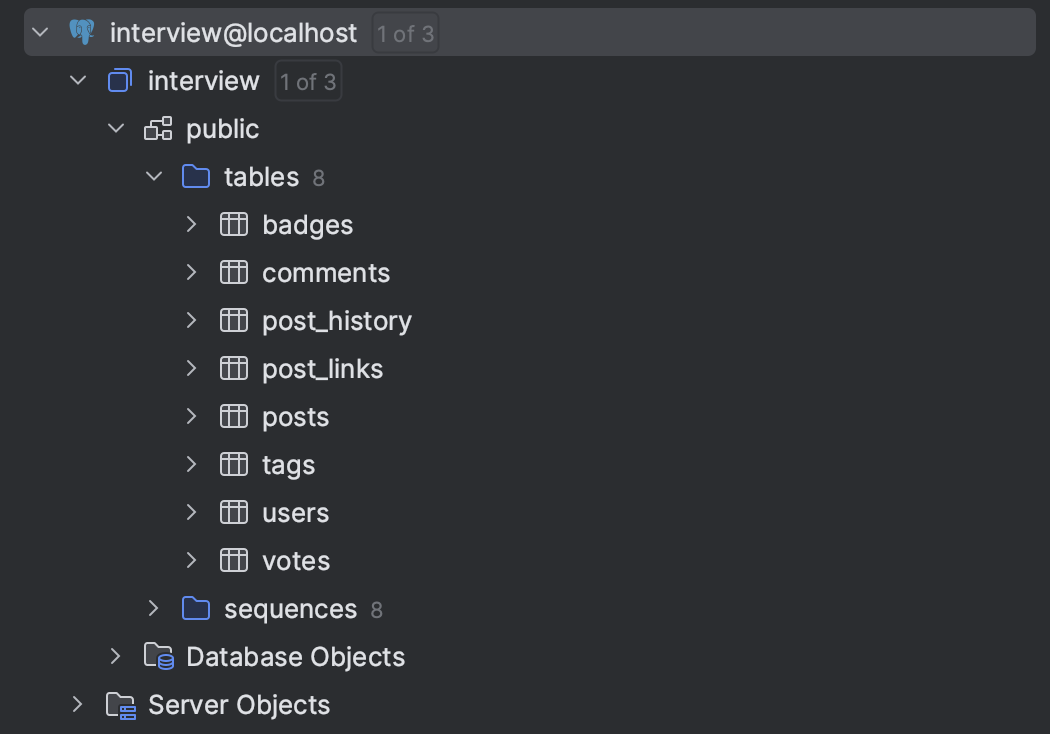 interview@localhost 1 of 3
interview 1 of 3
public
tables 8
badges
comments
post_history
post_links
posts
tags
users
votes
sequences 8
Database Objects
Server Objects